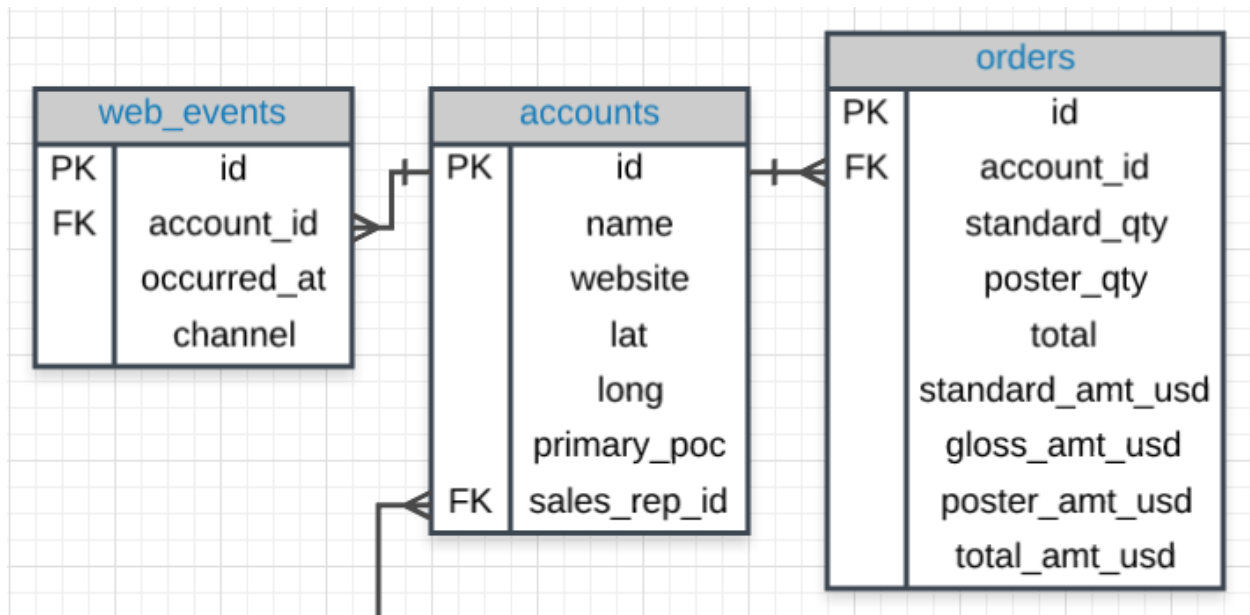 web_events
PK id
FK account_id
occurred_at
channel
accounts
PK id
name
website
lat
long
primary_poc
FK sales_rep_id
orders
PK id
FK account_id
standard_qty
poster_qty
total
standard_amt_usd
gloss_amt_usd
poster_amt_usd
total_amt_usd